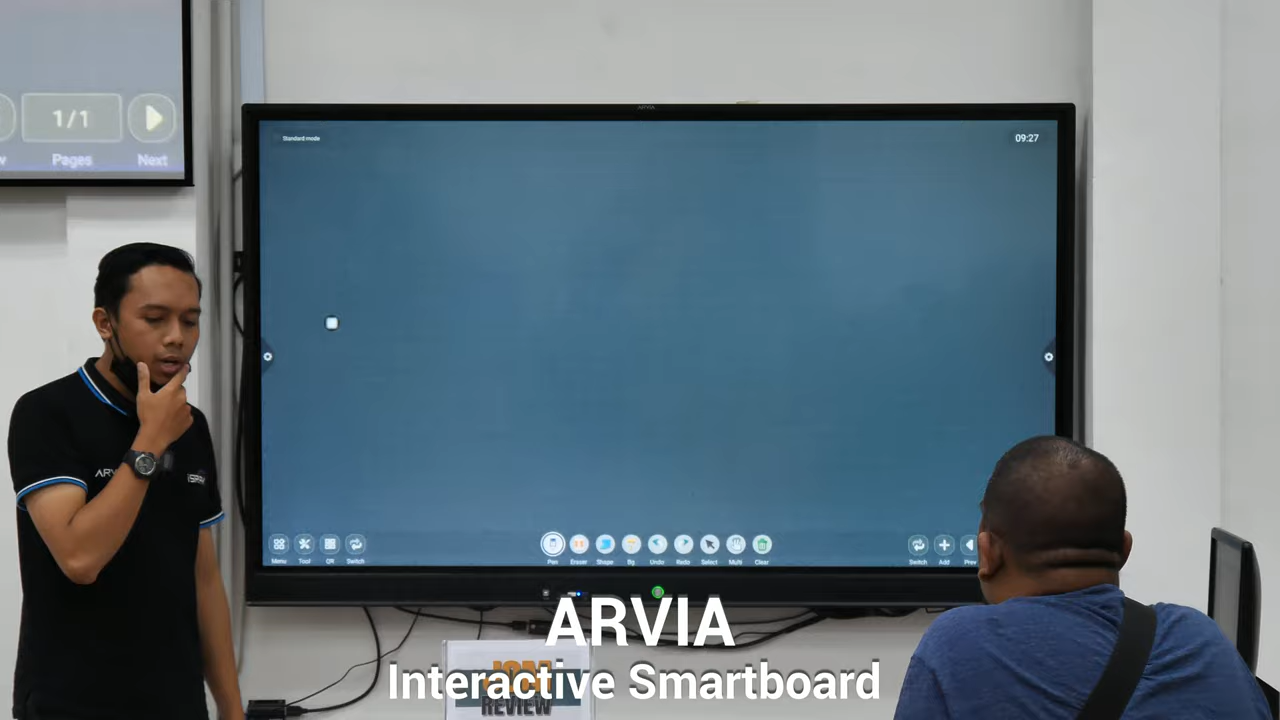 1/1
Pages
Next
ARVIA
Standard mode
09:27
Menu
Tool
QR
Switch
Pen
Eraser
Shape
Bg
Undo
Redo
Select
Multi
Clear
Switch
Add
Prev
ARVIA
Interactive Smartboard
REVIEW